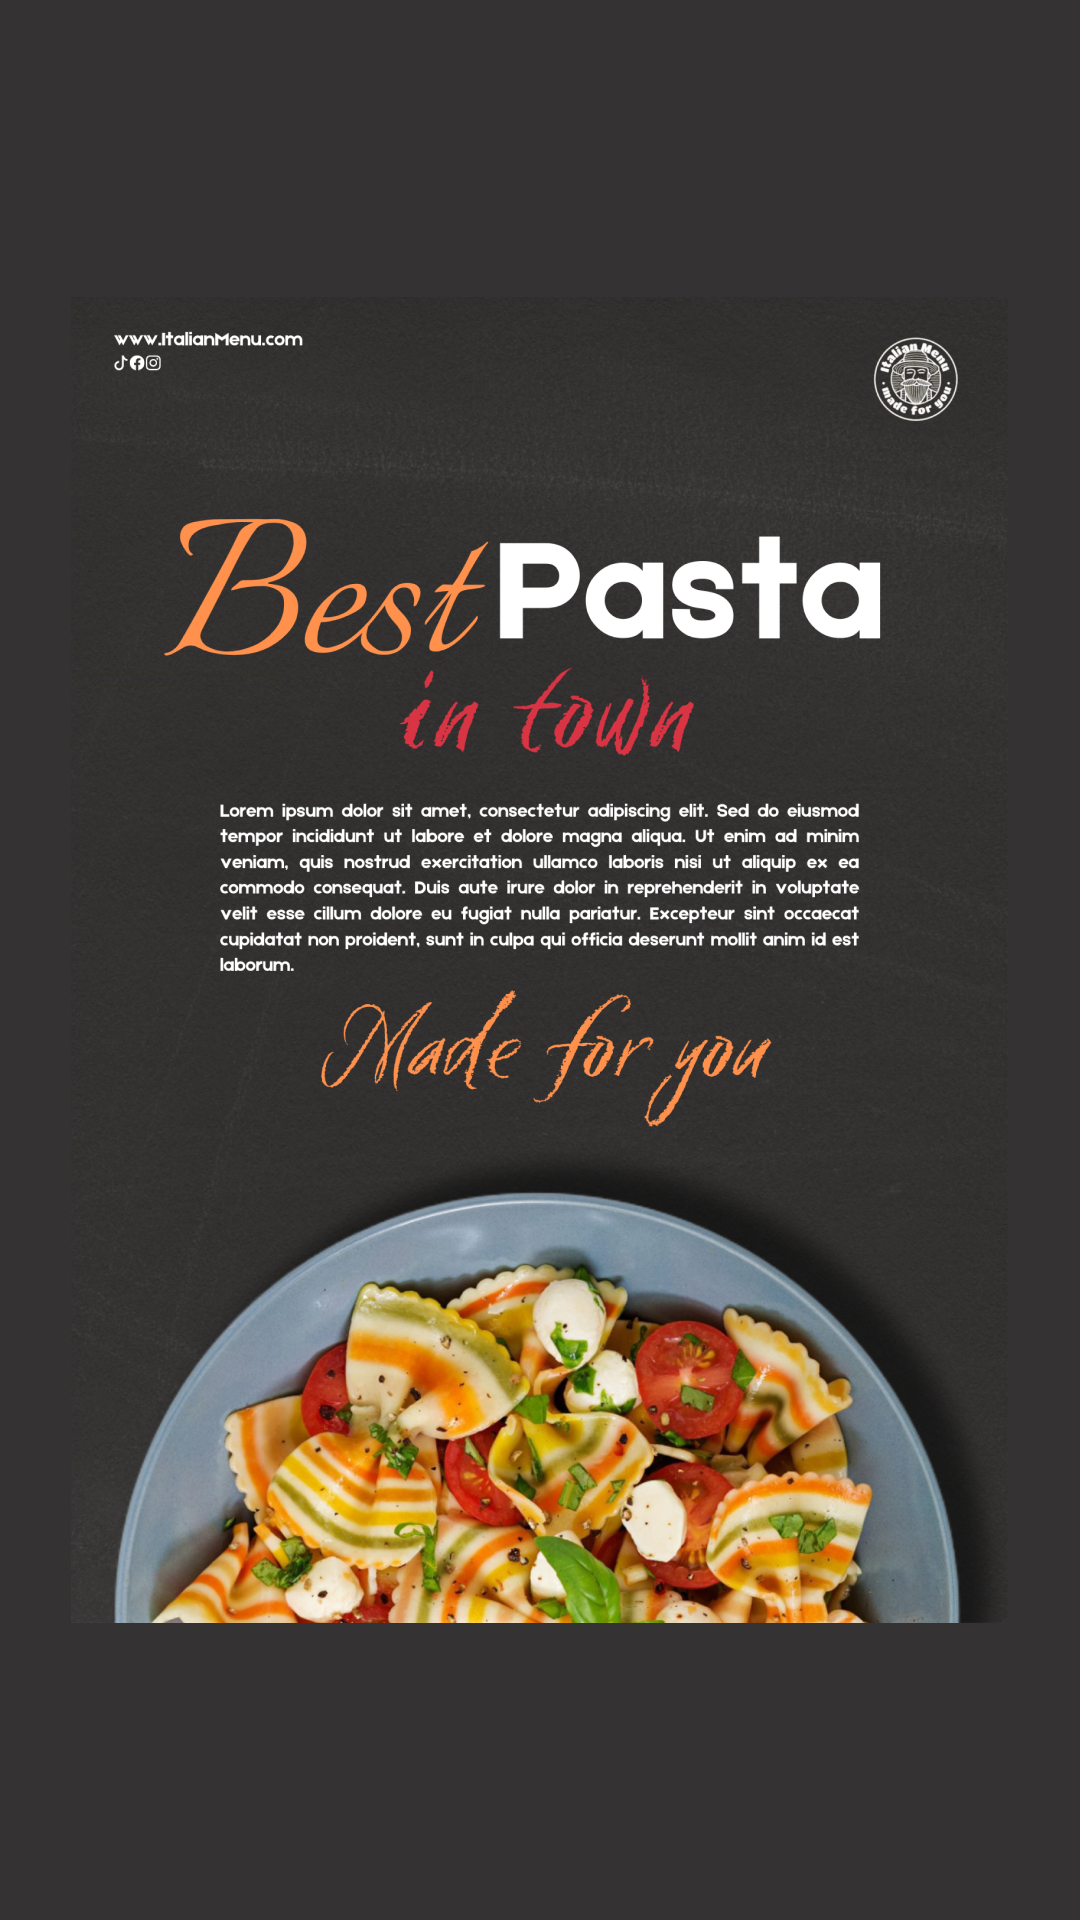 www.ItalianMenu.com
Italian Menu
made for you
Best Pasta
in town
Lorem ipsum dolor sit amet, consectetur adipiscing elit. Sed do eiusmod
tempor incididunt ut labore et dolore magna aliqua. Ut enim ad minim
veniam, quis nostrud exercitation ullamco laboris nisi ut aliquip ex ea
commodo consequat. Duis aute irure dolor in reprehenderit in voluptate
velit esse cillum dolore eu fugiat nulla pariatur. Excepteur sint occaecat
cupidatat non proident, sunt in culpa qui officia deserunt mollit anim id est
laborum.
Made for you